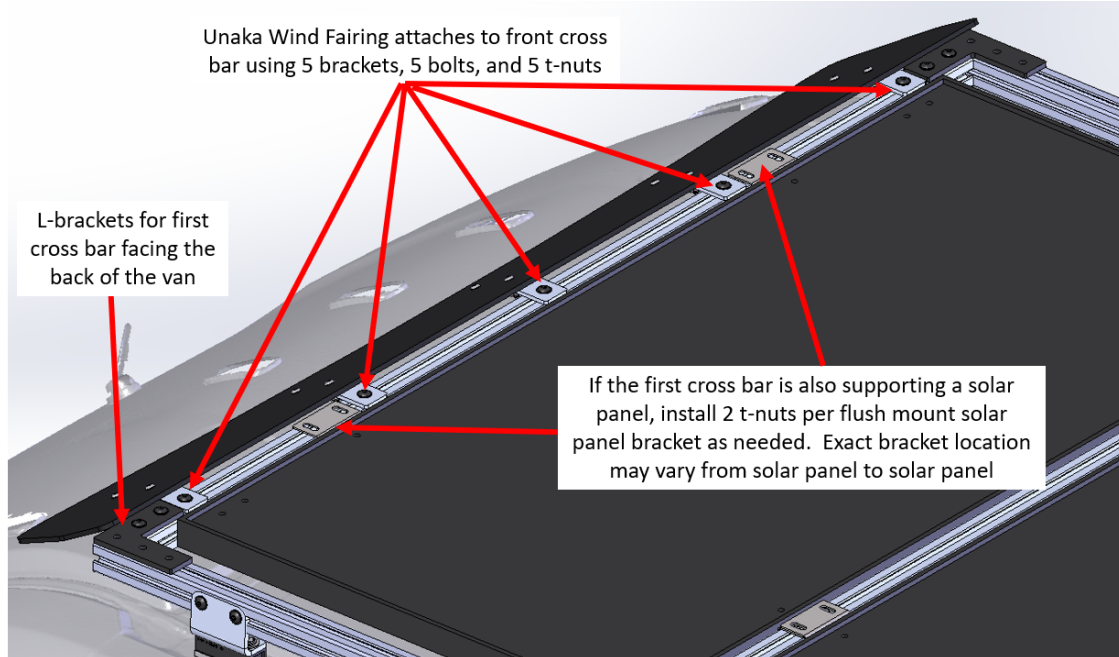 Unaka Wind Fairing attaches to front cross
bar using 5 brackets, 5 bolts, and 5 t-nuts
L-brackets for first
cross bar facing the
back of the van
If the first cross bar is also supporting a solar
panel, install 2 t-nuts per flush mount solar
panel bracket as needed.  Exact bracket location
may vary from solar panel to solar panel